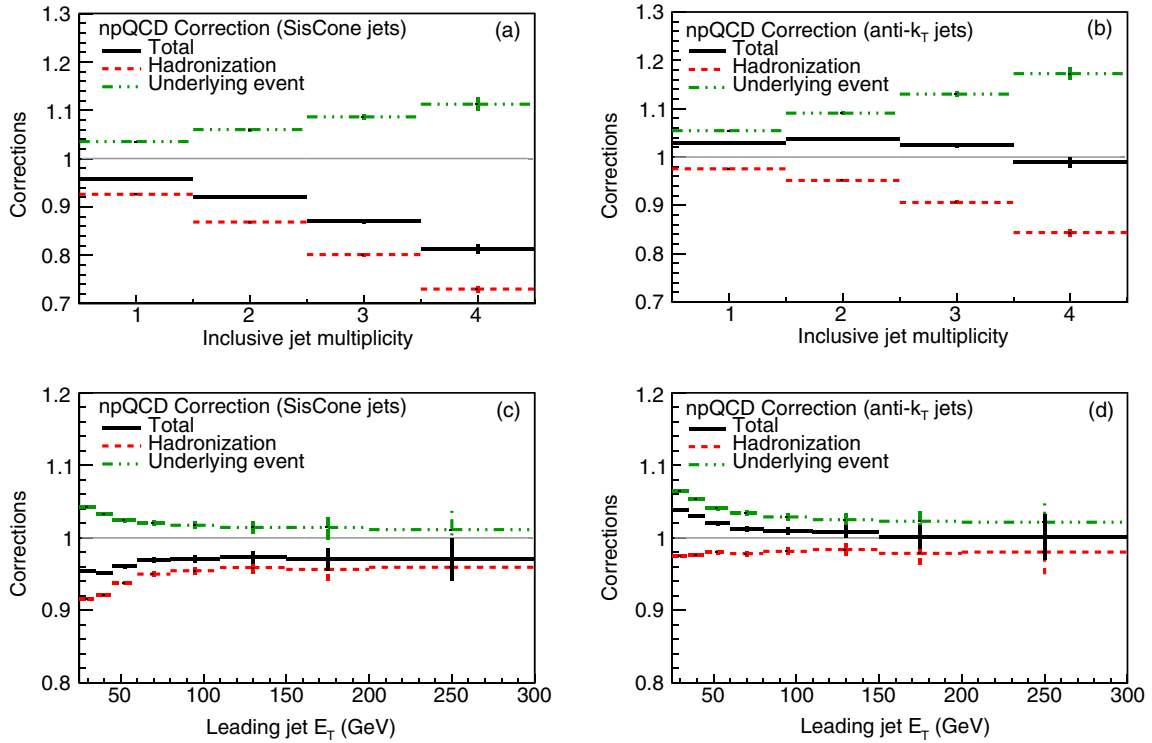 npQCD Correction (SisCone jets) (a)
Total
Hadronization
Underlying event
Corrections
1.3
1.2
1.1
1
0.9
0.8
0.7
1 2 3 4
Inclusive jet multiplicity
npQCD Correction (anti-k_T jets) (b)
Total
Hadronization
Underlying event
Corrections
1.3
1.2
1.1
1
0.9
0.8
0.7
1 2 3 4
Inclusive jet multiplicity
npQCD Correction (SisCone jets) (c)
Total
Hadronization
Underlying event
Corrections
1.2
1.1
1
0.9
0.8
50 100 150 200 250 300
Leading jet E_T (GeV)
npQCD Correction (anti-k_T jets) (d)
Total
Hadronization
Underlying event
Corrections
1.2
1.1
1
0.9
0.8
50 100 150 200 250 300
Leading jet E_T (GeV)